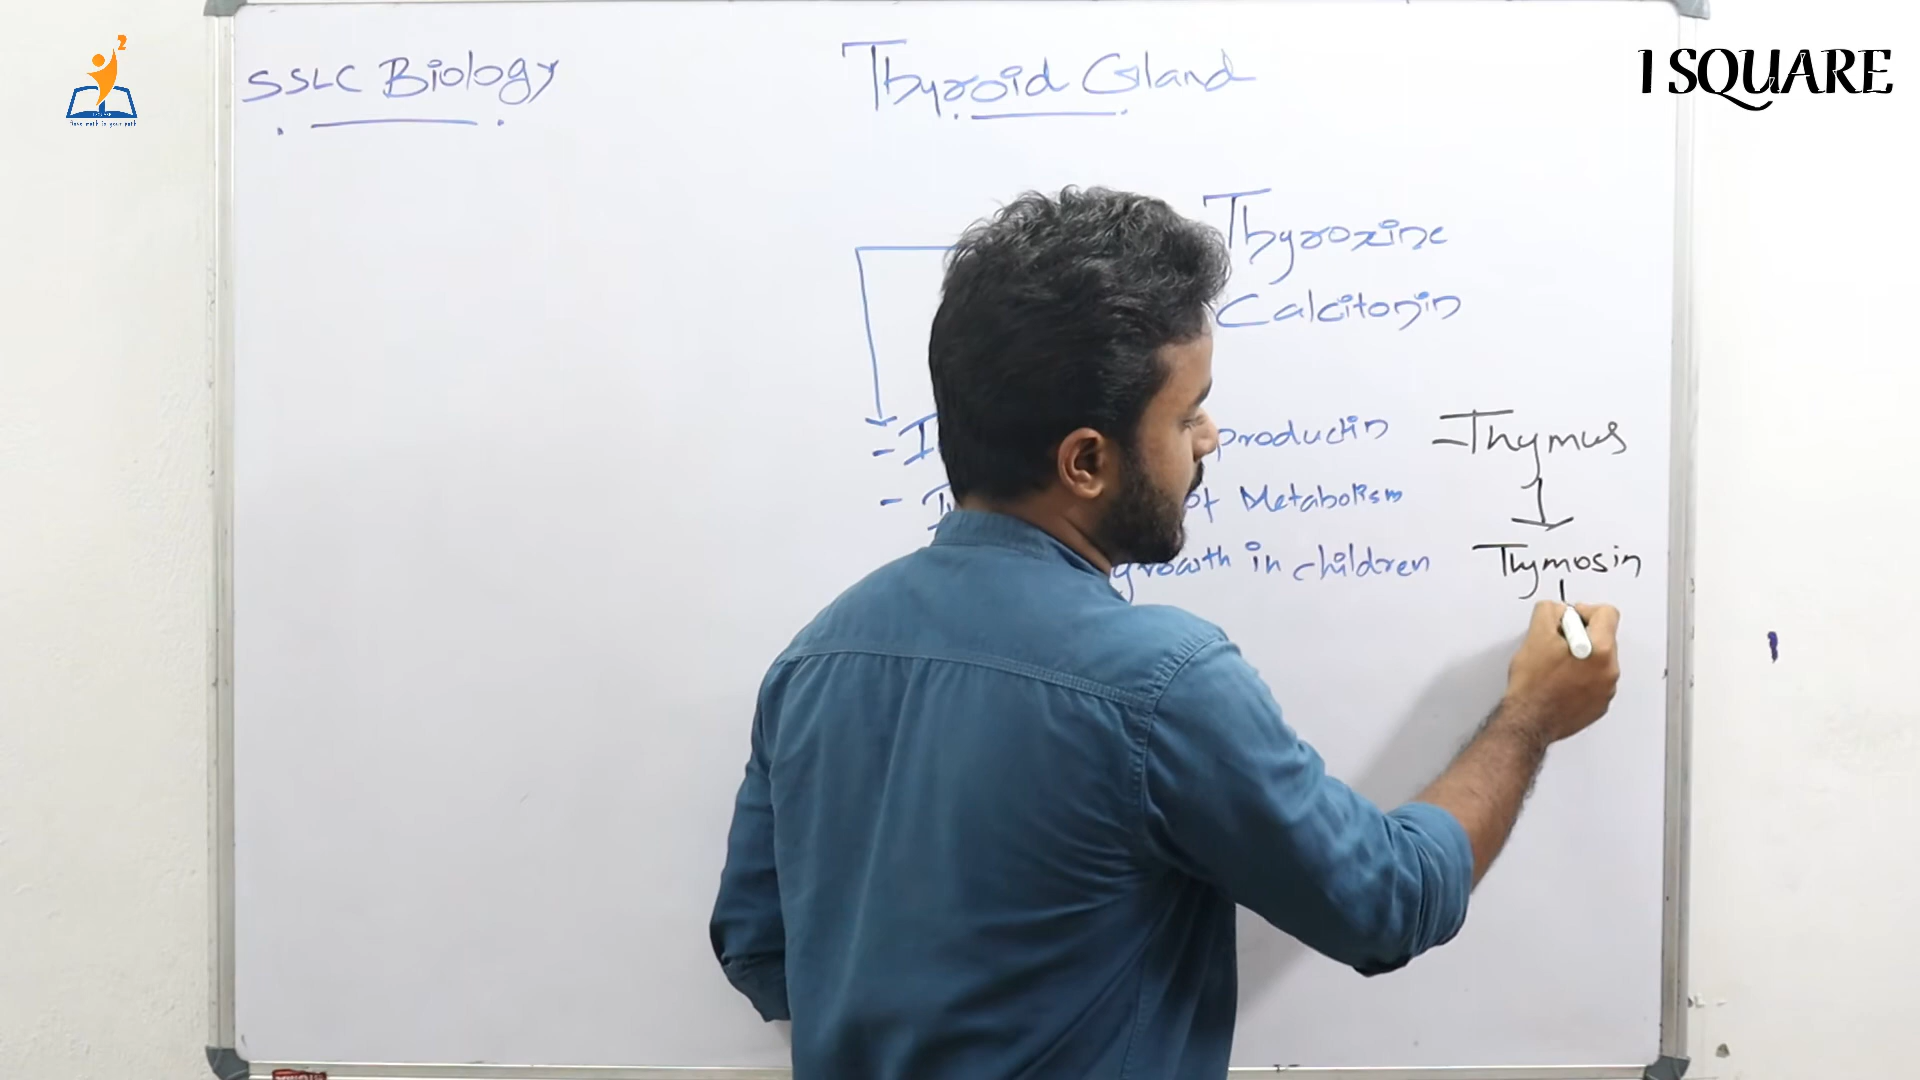 SSLC Biology
Thyroid Gland
I SQUARE
Thyroxine
Calcitonin
productin
of Metabolism
growth in children
Thymus
Thymosin